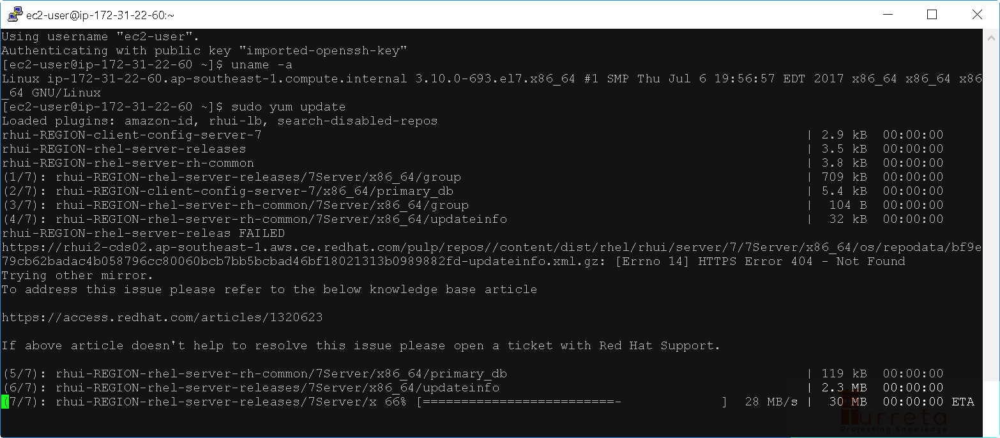 ec2-user@ip-172-31-22-60:~
Using username "ec2-user".
Authenticating with public key "imported-openssh-key"
[ec2-user@ip-172-31-22-60 ~]$ uname -a
Linux ip-172-31-22-60.ap-southeast-1.compute.internal 3.10.0-693.el7.x86_64 #1 SMP Thu Jul 6 19:56:57 EDT 2017 x86_64 x86_64 x86
_64 GNU/Linux
[ec2-user@ip-172-31-22-60 ~]$ sudo yum update
Loaded plugins: amazon-id, rhui-lb, search-disabled-repos
rhui-REGION-client-config-server-7 | 2.9 kB 00:00:00
rhui-REGION-rhel-server-releases | 3.5 kB 00:00:00
rhui-REGION-rhel-server-rh-common | 3.8 kB 00:00:00
(1/7): rhui-REGION-rhel-server-releases/7Server/x86_64/group | 709 kB 00:00:00
(2/7): rhui-REGION-client-config-server-7/x86_64/primary_db | 5.4 kB 00:00:00
(3/7): rhui-REGION-rhel-server-rh-common/7Server/x86_64/group | 104 B 00:00:00
(4/7): rhui-REGION-rhel-server-rh-common/7Server/x86_64/updateinfo | 32 kB 00:00:00
rhui-REGION-rhel-server-releas FAILED
https://rhui2-cds02.ap-southeast-1.aws.ce.redhat.com/pulp/repos//content/dist/rhel/rhui/server/7/7Server/x86_64/os/repodata/bf9e
79cb62badac4b058796cc80060bcb7bb5bcbad46bf18021313b0989882fd-updateinfo.xml.gz: [Errno 14] HTTPS Error 404 - Not Found
Trying other mirror.
To address this issue please refer to the below knowledge base article
https://access.redhat.com/articles/1320623
If above article doesn't help to resolve this issue please open a ticket with Red Hat Support.
(5/7): rhui-REGION-rhel-server-rh-common/7Server/x86_64/primary_db | 119 kB 00:00:00
(6/7): rhui-REGION-rhel-server-releases/7Server/x86_64/updateinfo | 2.3 MB 00:00:00
(7/7): rhui-REGION-rhel-server-releases/7Server/x 66% [=========================- ] 28 MB/s | 30 MB 00:00:00 ETA
Turreta
Projecting Knowledge